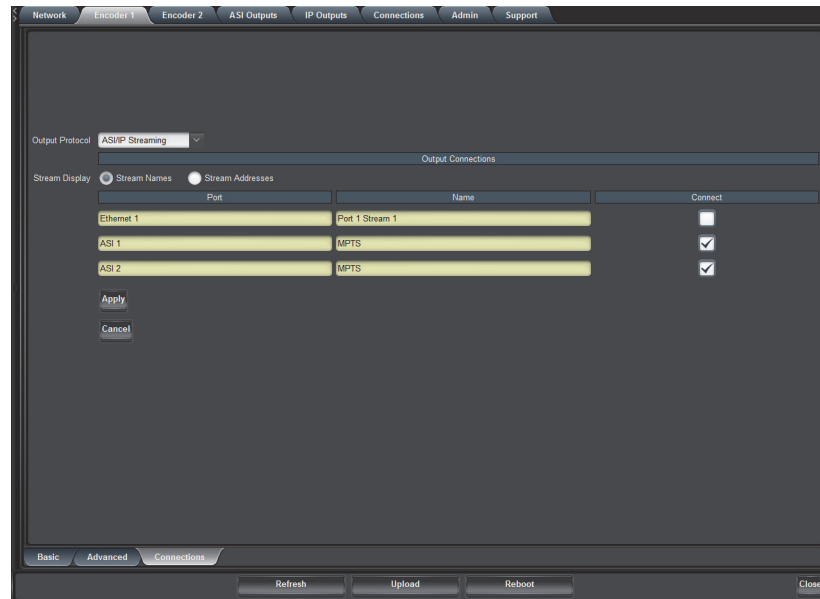 Network Encoder 1 Encoder 2 ASI Outputs IP Outputs Connections Admin Support
Output Protocol ASI/IP Streaming
Output Connections
Stream Display Stream Names Stream Addresses
Port Name Connect
Ethernet 1 Port 1 Stream 1
ASI 1 MPTS
ASI 2 MPTS
Apply
Cancel
Basic Advanced Connections
Refresh Upload Reboot Close